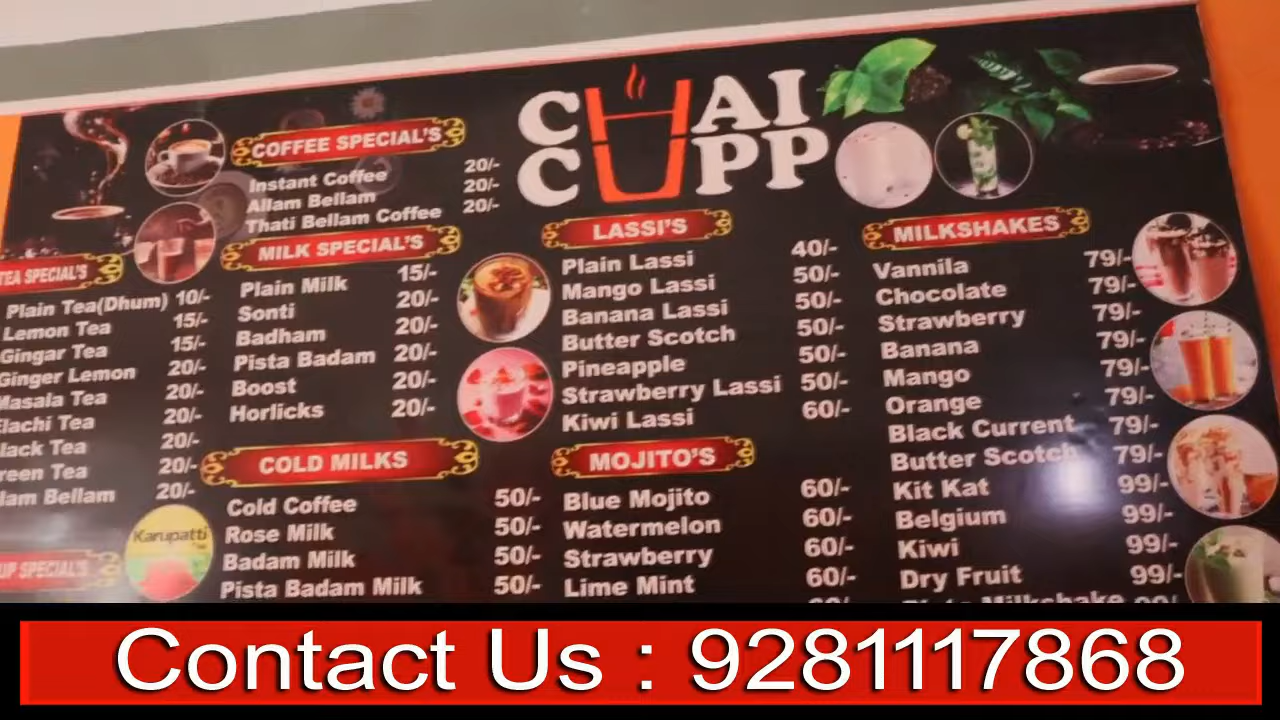 CHAI
CUPP
COFFEE SPECIAL'S
Instant Coffee 20/-
Allam Bellam 20/-
Thati Bellam Coffee 20/-
TEA SPECIAL'S
Plain Tea(Dhum) 10/-
Lemon Tea 15/-
Gingar Tea 15/-
Ginger Lemon 20/-
Masala Tea 20/-
Elachi Tea 20/-
lack Tea 20/-
reen Tea 20/-
lam Bellam 20/-
Karupatti
UP SPECIAL'S
MILK SPECIAL'S
Plain Milk 15/-
Sonti 20/-
Badham 20/-
Pista Badam 20/-
Boost 20/-
Horlicks 20/-
COLD MILKS
Cold Coffee 50/-
Rose Milk 50/-
Badam Milk 50/-
Pista Badam Milk 50/-
LASSI'S
Plain Lassi 40/-
Mango Lassi 50/-
Banana Lassi 50/-
Butter Scotch 50/-
Pineapple 50/-
Strawberry Lassi 50/-
Kiwi Lassi 60/-
MOJITO'S
Blue Mojito 60/-
Watermelon 60/-
Strawberry 60/-
Lime Mint 60/-
MILKSHAKES
Vannila 79/-
Chocolate 79/-
Strawberry 79/-
Banana 79/-
Mango 79/-
Orange 79/-
Black Current 79/-
Butter Scotch 79/-
Kit Kat 99/-
Belgium 99/-
Kiwi 99/-
Dry Fruit 99/-
Milkshake
Contact Us : 9281117868